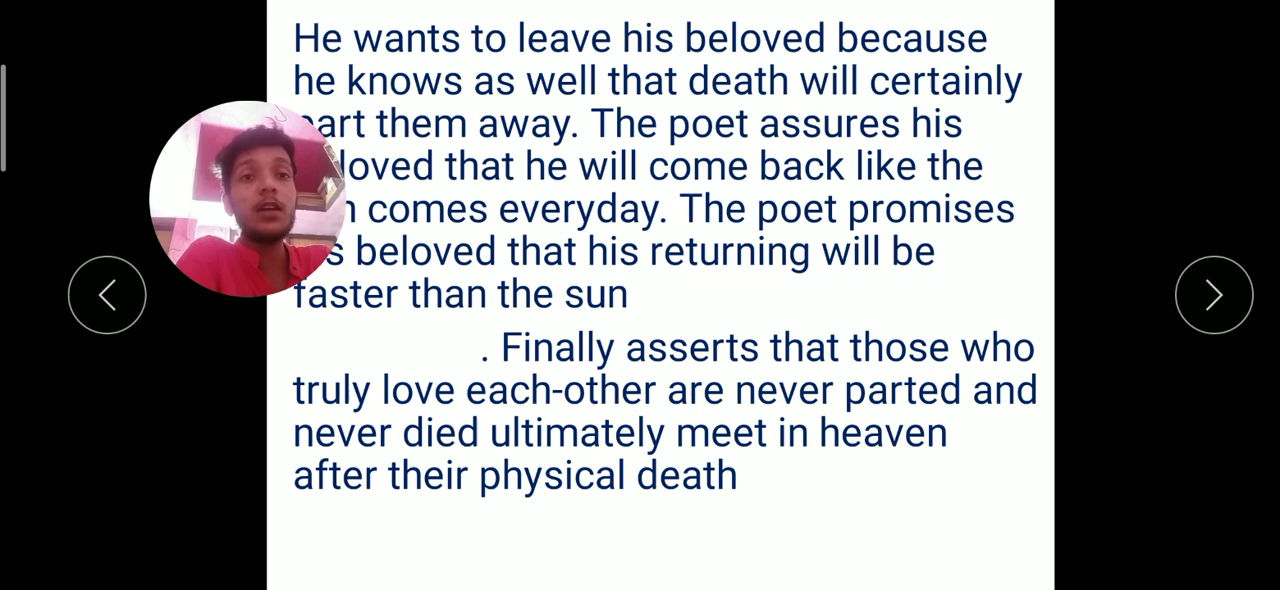 He wants to leave his beloved because
he knows as well that death will certainly
part them away. The poet assures his
loved that he will come back like the
comes everyday. The poet promises
beloved that his returning will be
faster than the sun
. Finally asserts that those who
truly love each-other are never parted and
never died ultimately meet in heaven
after their physical death